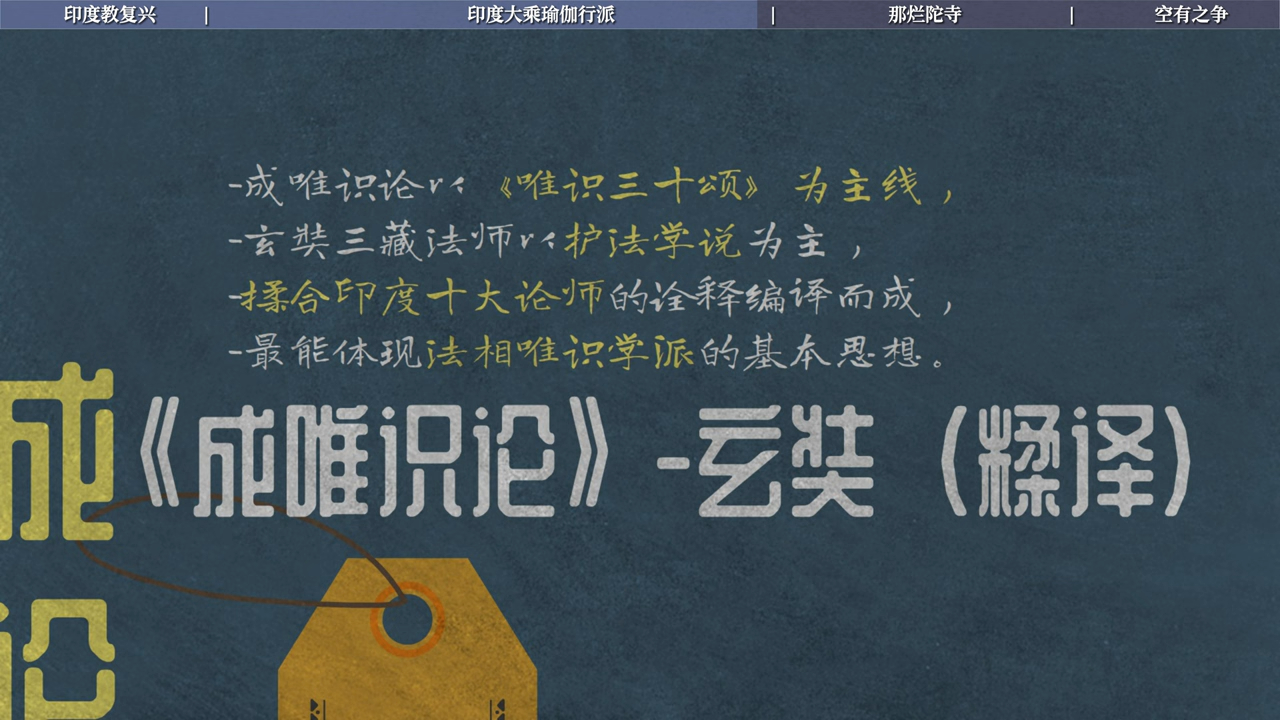 印度教复兴 | 印度大乘瑜伽行派 | 那烂陀寺 | 空有之争
-成唯识论以《唯识三十颂》为主线，
-玄奘三藏法师以护法学说为主，
-揉合印度十大论师的诠释编译而成，
-最能体现法相唯识学派的基本思想。
《成唯识论》-玄奘（糅译）
成
论